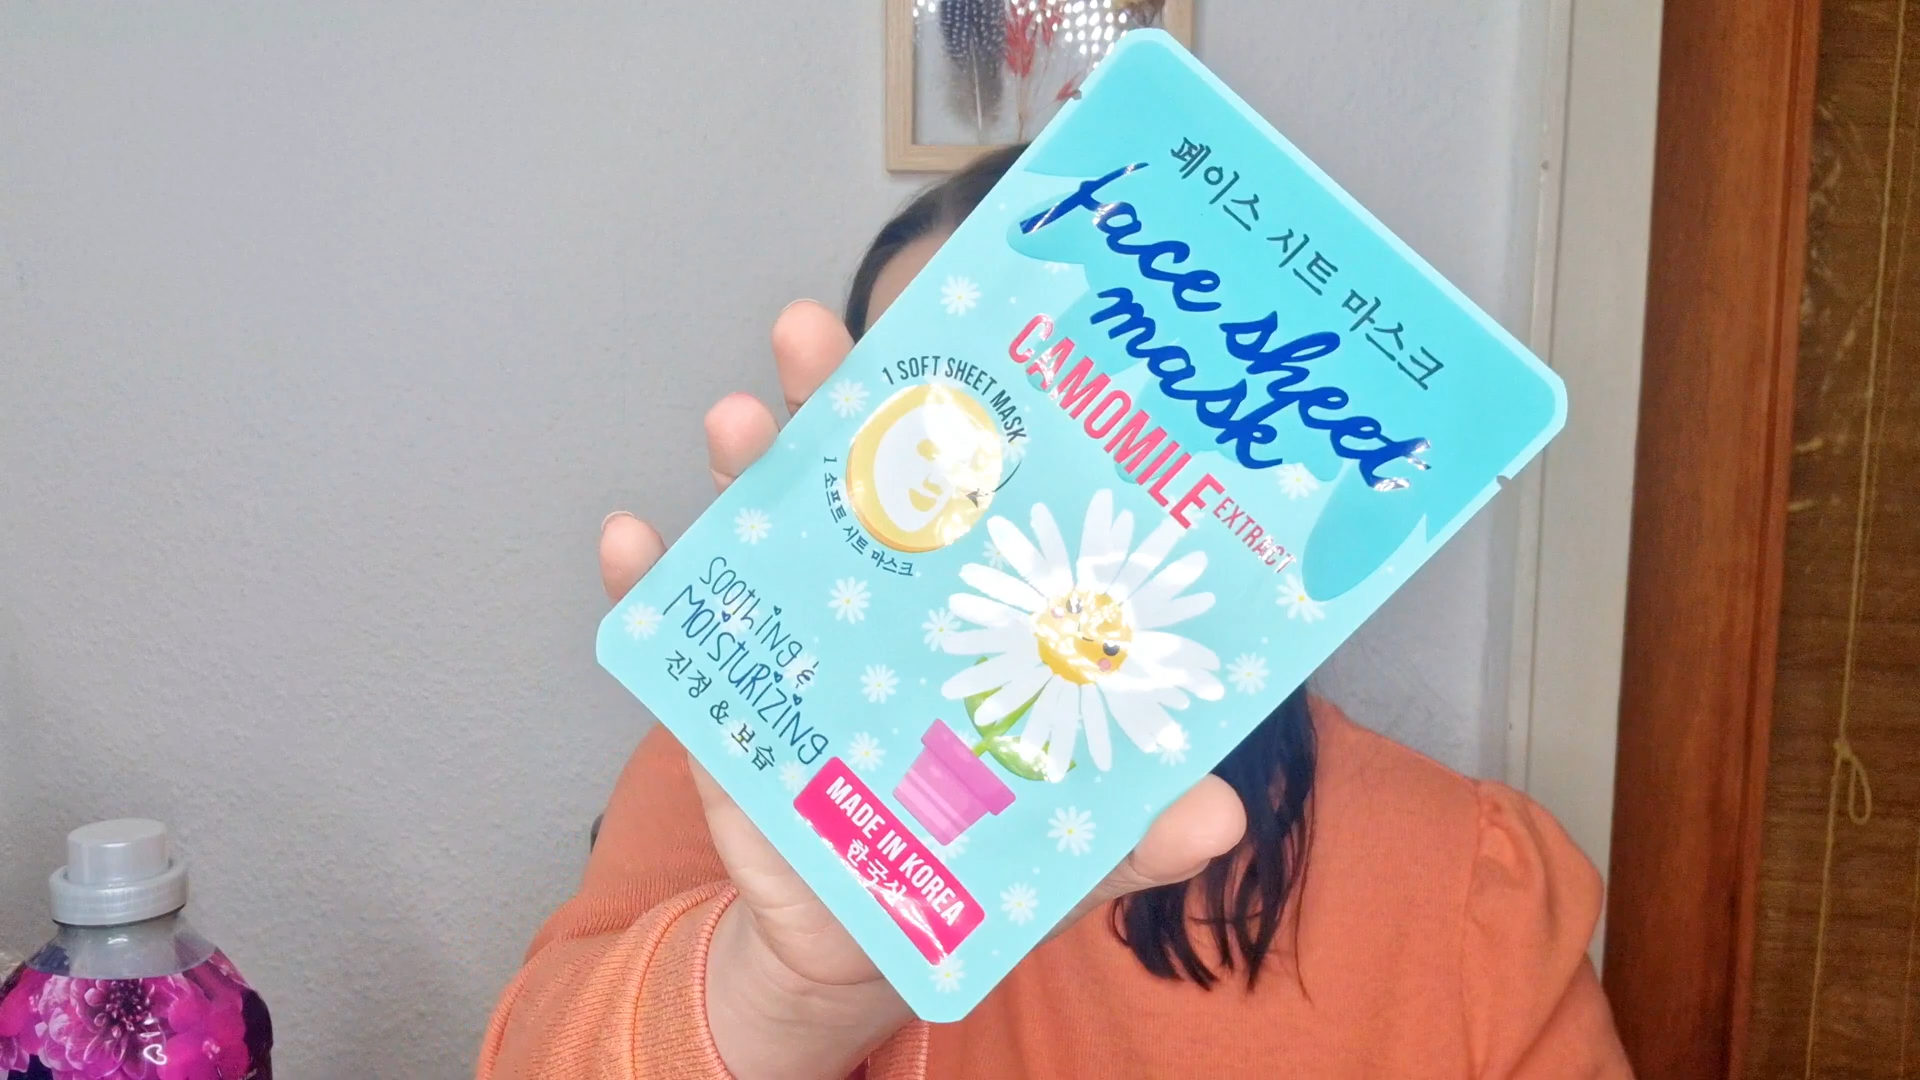 페이스 시트 마스크
face sheet
mask
CAMOMILE EXTRACT
1 SOFT SHEET MASK
1 소프트 시트 마스크
SOOTHING &
MOISTURIZING
진정 & 보습
MADE IN KOREA
한국산